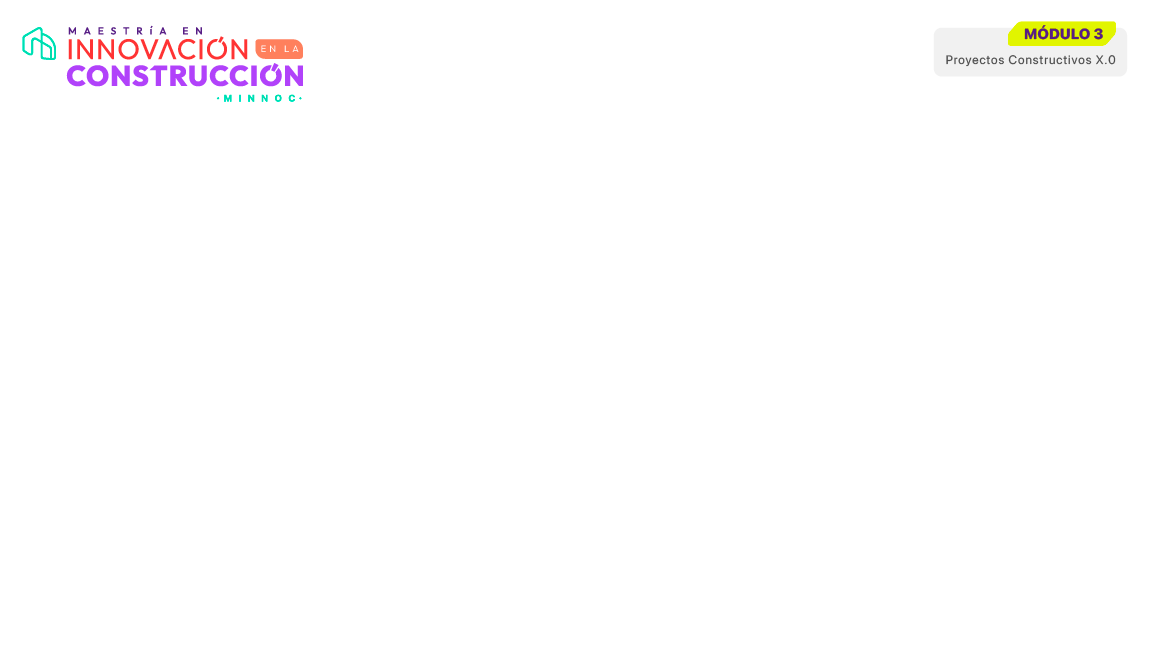 MAESTRÍA EN
INNOVACIÓN EN LA
CONSTRUCCIÓN
·MINNOC·
MÓDULO 3
Proyectos Constructivos X.0